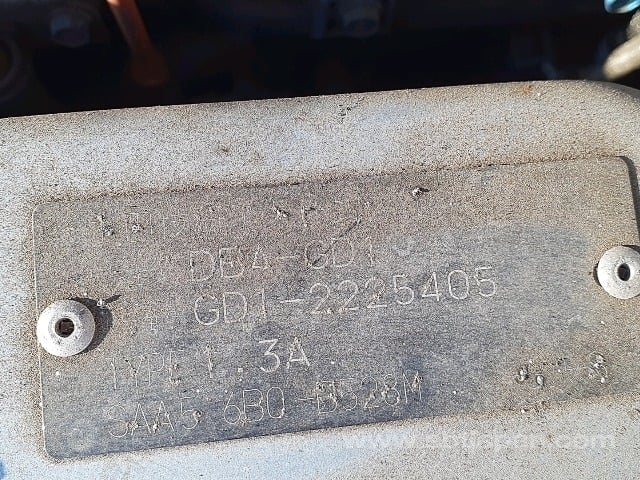 DBA-GD1
GD1-2225405
TYPE 1.3A
SAA5 6B0-B528M
www.sbtjapan.com